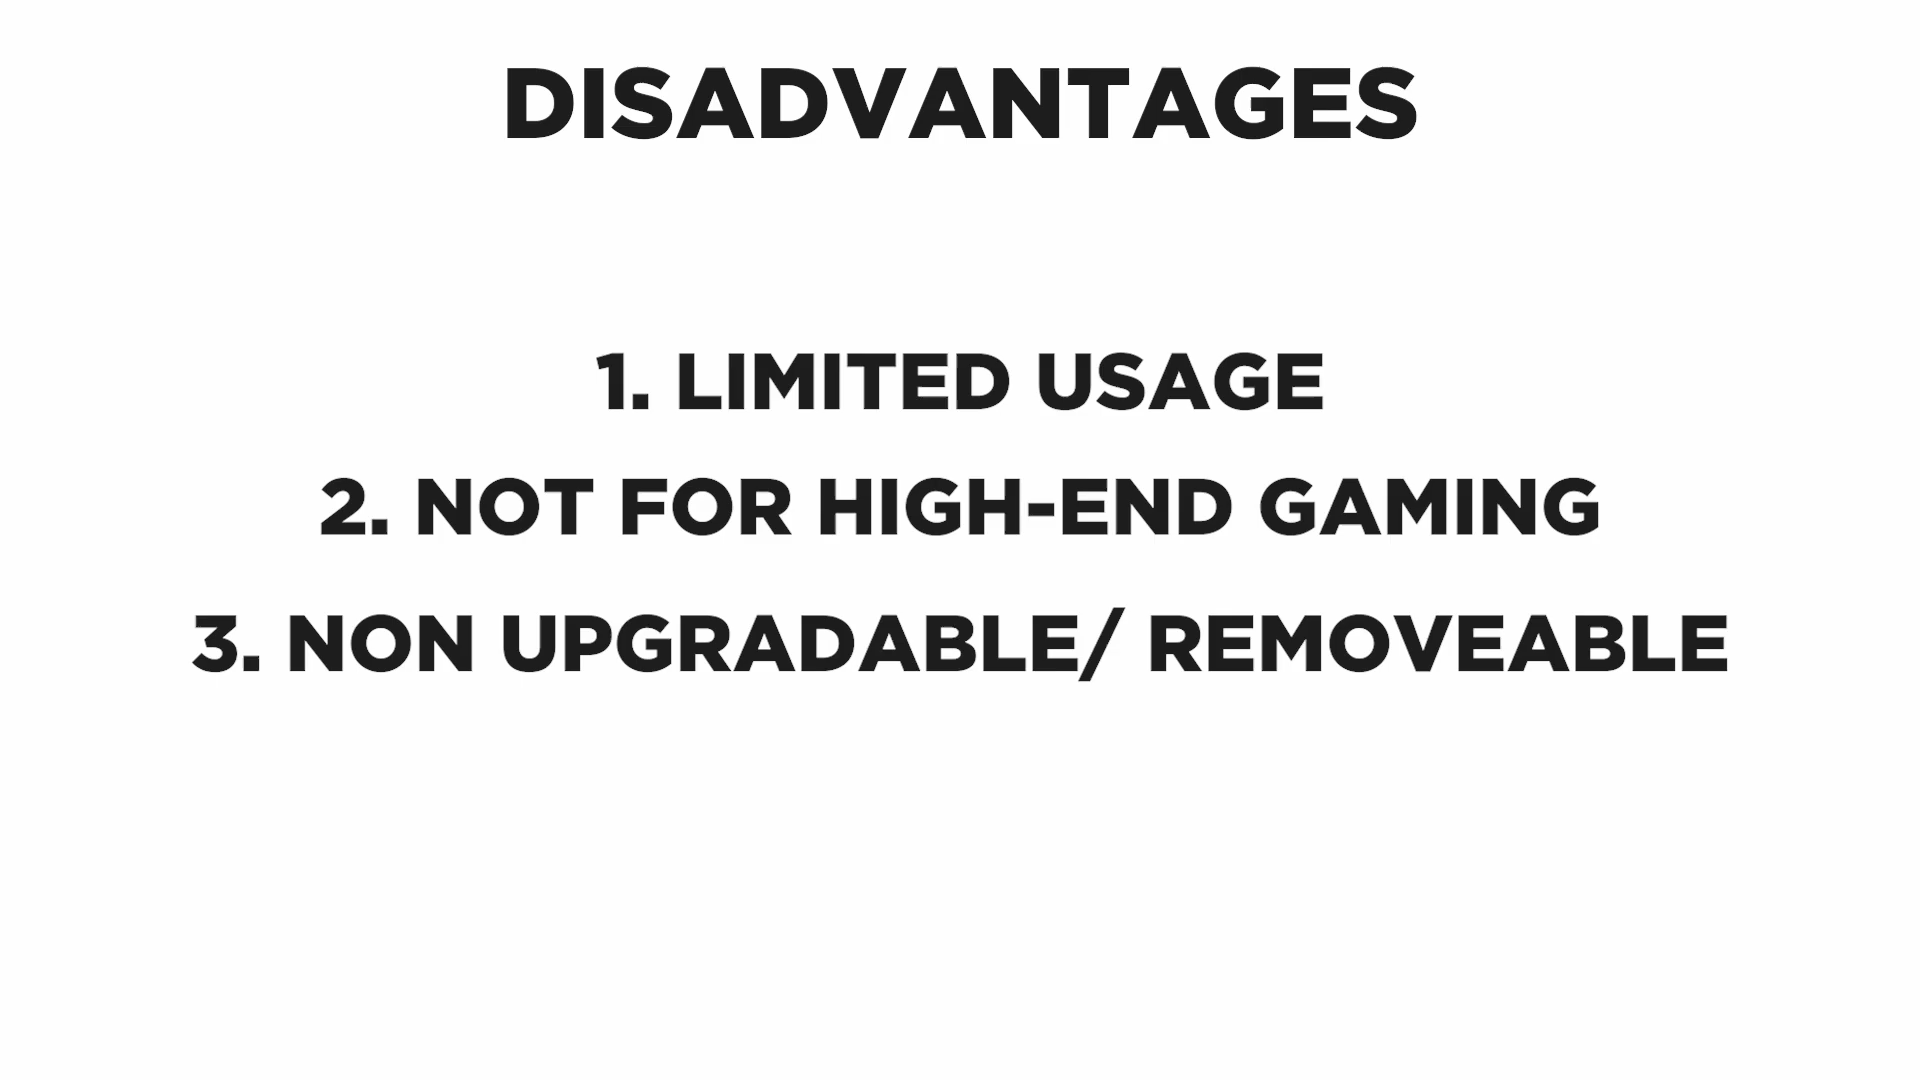 DISADVANTAGES
1. LIMITED USAGE
2. NOT FOR HIGH-END GAMING
3. NON UPGRADABLE/ REMOVEABLE